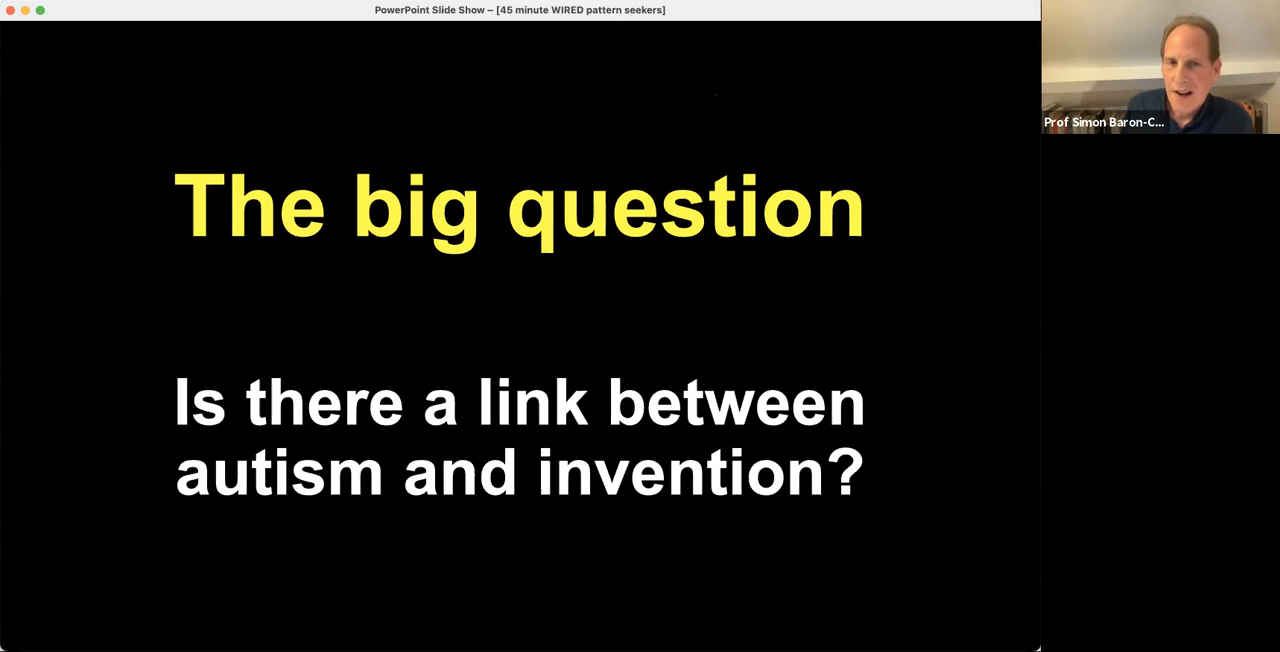 PowerPoint Slide Show – [45 minute WIRED pattern seekers]
Prof Simon Baron-C...
The big question
Is there a link between
autism and invention?